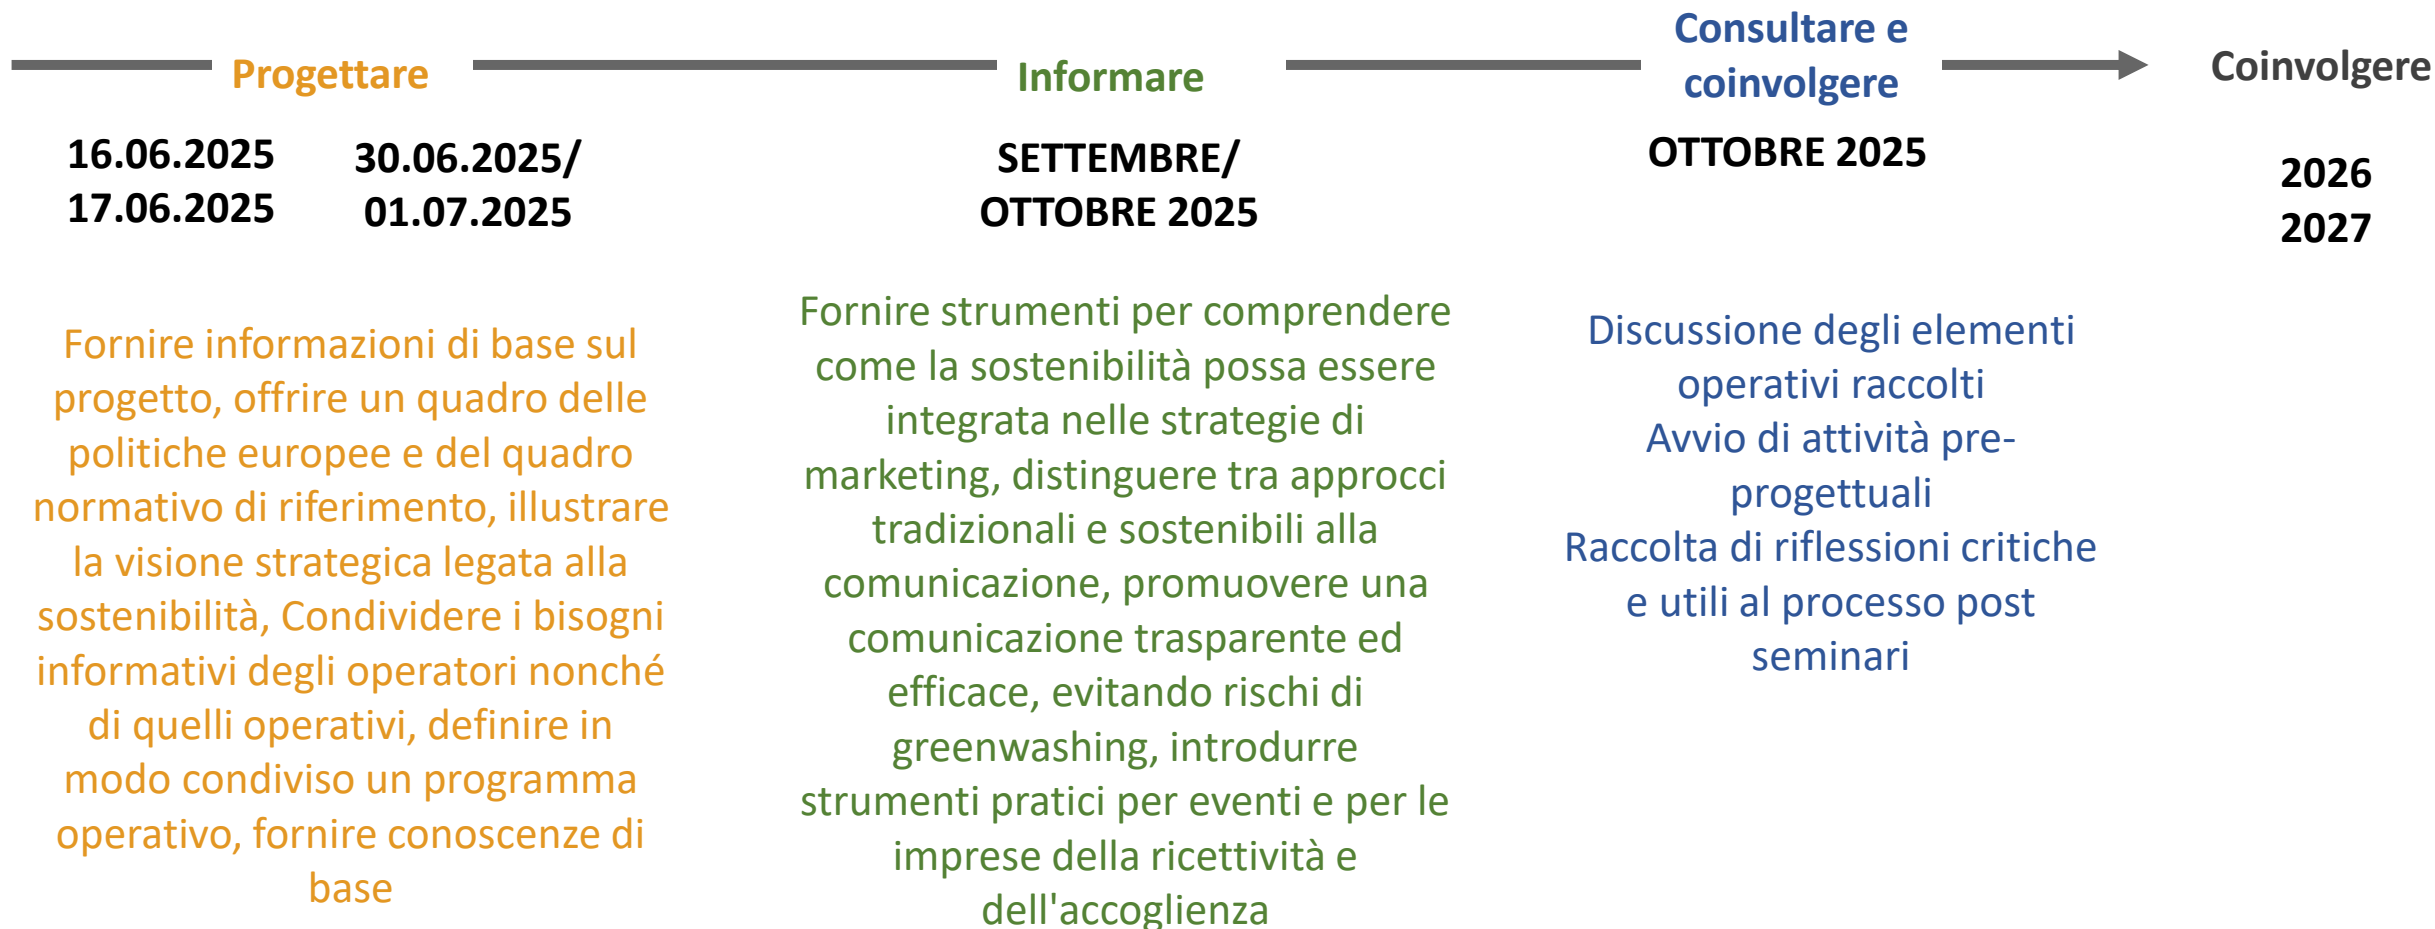 Progettare
16.06.2025
17.06.2025
30.06.2025/
01.07.2025
Fornire informazioni di base sul
progetto, offrire un quadro delle
politiche europee e del quadro
normativo di riferimento, illustrare
la visione strategica legata alla
sostenibilità, Condividere i bisogni
informativi degli operatori nonché
di quelli operativi, definire in
modo condiviso un programma
operativo, fornire conoscenze di
base
Informare
SETTEMBRE/
OTTOBRE 2025
Fornire strumenti per comprendere
come la sostenibilità possa essere
integrata nelle strategie di
marketing, distinguere tra approcci
tradizionali e sostenibili alla
comunicazione, promuovere una
comunicazione trasparente ed
efficace, evitando rischi di
greenwashing, introdurre
strumenti pratici per eventi e per le
imprese della ricettività e
dell'accoglienza
Consultare e
coinvolgere
OTTOBRE 2025
Discussione degli elementi
operativi raccolti
Avvio di attività pre-
progettuali
Raccolta di riflessioni critiche
e utili al processo post
seminari
Coinvolgere
2026
2027